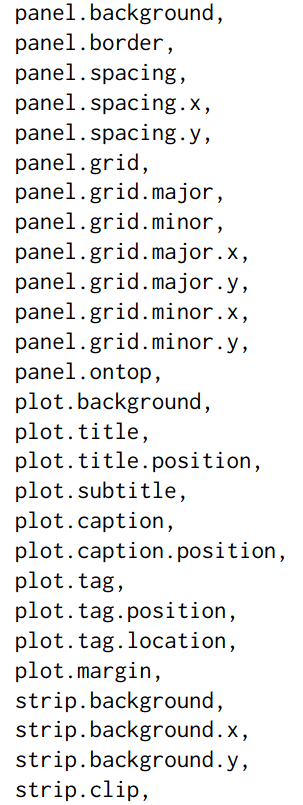 panel.background,
panel.border,
panel.spacing,
panel.spacing.x,
panel.spacing.y,
panel.grid,
panel.grid.major,
panel.grid.minor,
panel.grid.major.x,
panel.grid.major.y,
panel.grid.minor.x,
panel.grid.minor.y,
panel.ontop,
plot.background,
plot.title,
plot.title.position,
plot.subtitle,
plot.caption,
plot.caption.position,
plot.tag,
plot.tag.position,
plot.tag.location,
plot.margin,
strip.background,
strip.background.x,
strip.background.y,
strip.clip,